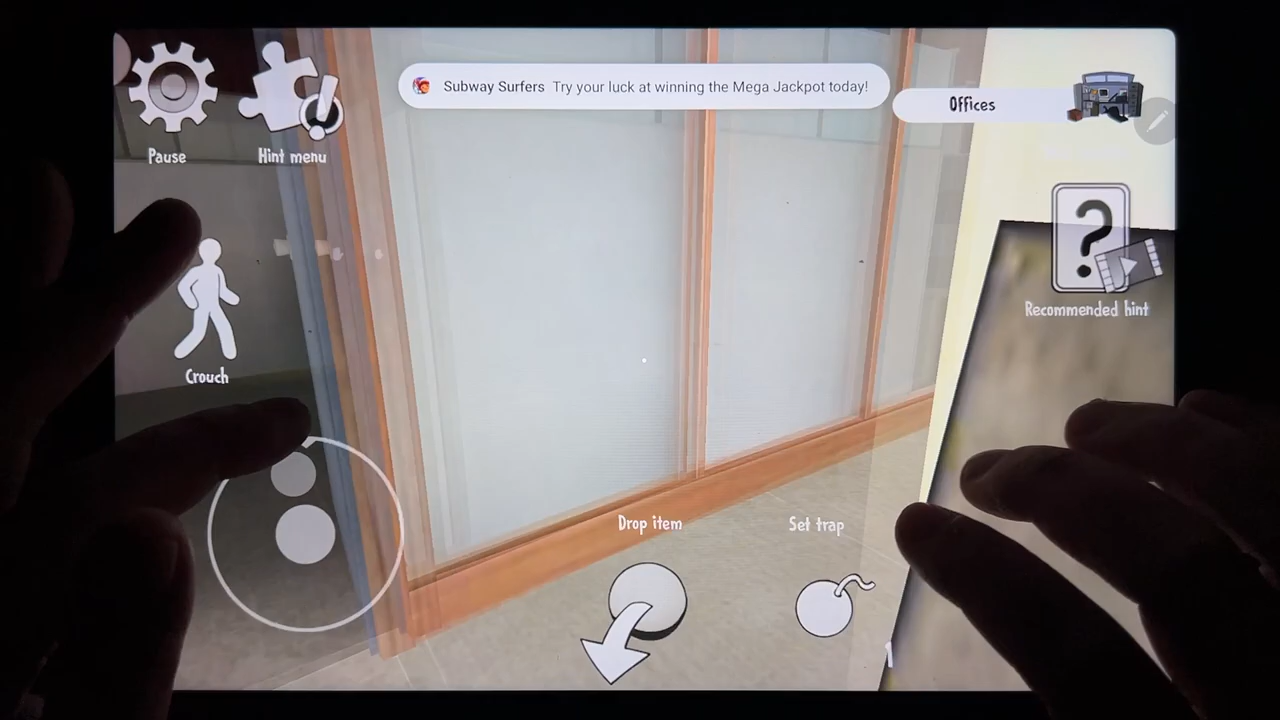 Subway Surfers Try your luck at winning the Mega Jackpot today!
Offices
Pause
Hint menu
Recommended hint
Crouch
Drop item
Set trap